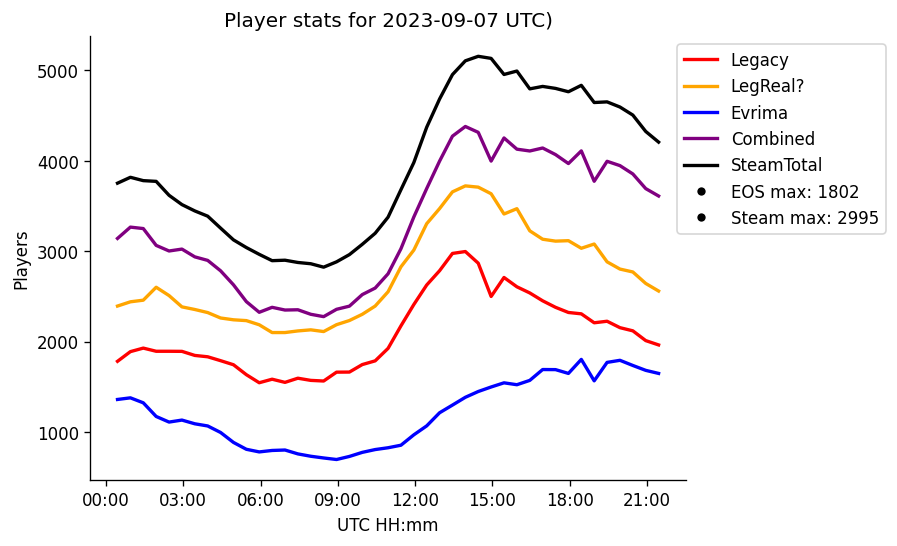 Player stats for 2023-09-07 UTC)
Players
5000
4000
3000
2000
1000
00:00 03:00 06:00 09:00 12:00 15:00 18:00 21:00
UTC HH:mm
Legacy
LegReal?
Evrima
Combined
SteamTotal
EOS max: 1802
Steam max: 2995